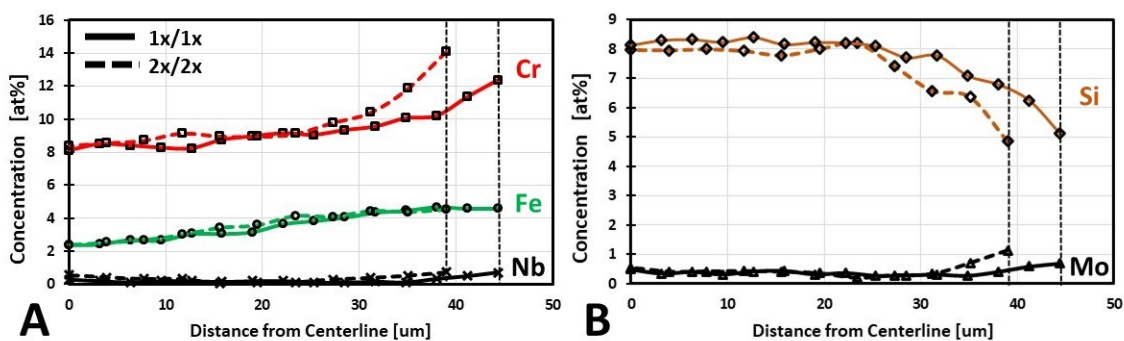 16
14
12
10
8
6
4
2
0
Concentration [at%]
1x/1x
2x/2x
Cr
Fe
Nb
0 10 20 30 40 50
Distance from Centerline [um]
A
9
8
7
6
5
4
3
2
1
0
Concentration [at%]
Si
Mo
0 10 20 30 40 50
Distance from Centerline [um]
B